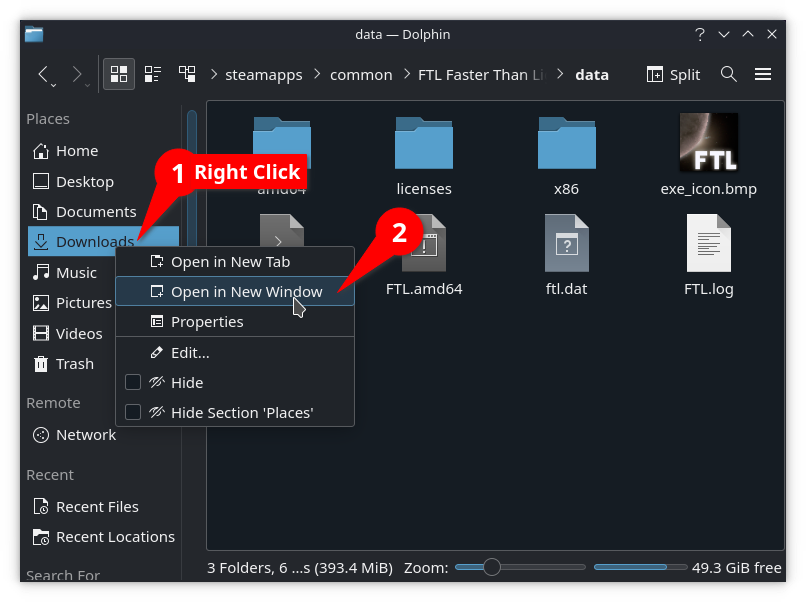 data — Dolphin
steamapps
common
FTL Faster Than Li
data
Split
Places
Home
Desktop
Documents
Downloads
Music
Pictures
Videos
Trash
Remote
Network
Recent
Recent Files
Recent Locations
Search For
1 Right Click
2
Open in New Tab
Open in New Window
Properties
Edit...
Hide
Hide Section 'Places'
amd64
licenses
x86
FTL
exe_icon.bmp
FTL.amd64
ftl.dat
FTL.log
3 Folders, 6 ...s (393.4 MiB)
Zoom:
49.3 GiB free